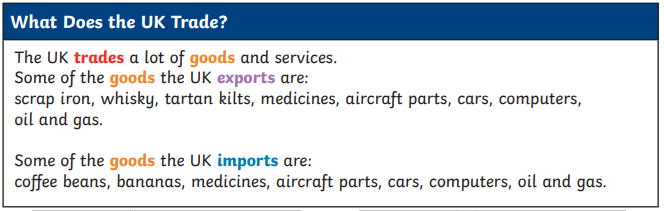 What Does the UK Trade?
The UK trades a lot of goods and services.
Some of the goods the UK exports are:
scrap iron, whisky, tartan kilts, medicines, aircraft parts, cars, computers,
oil and gas.
Some of the goods the UK imports are:
coffee beans, bananas, medicines, aircraft parts, cars, computers, oil and gas.